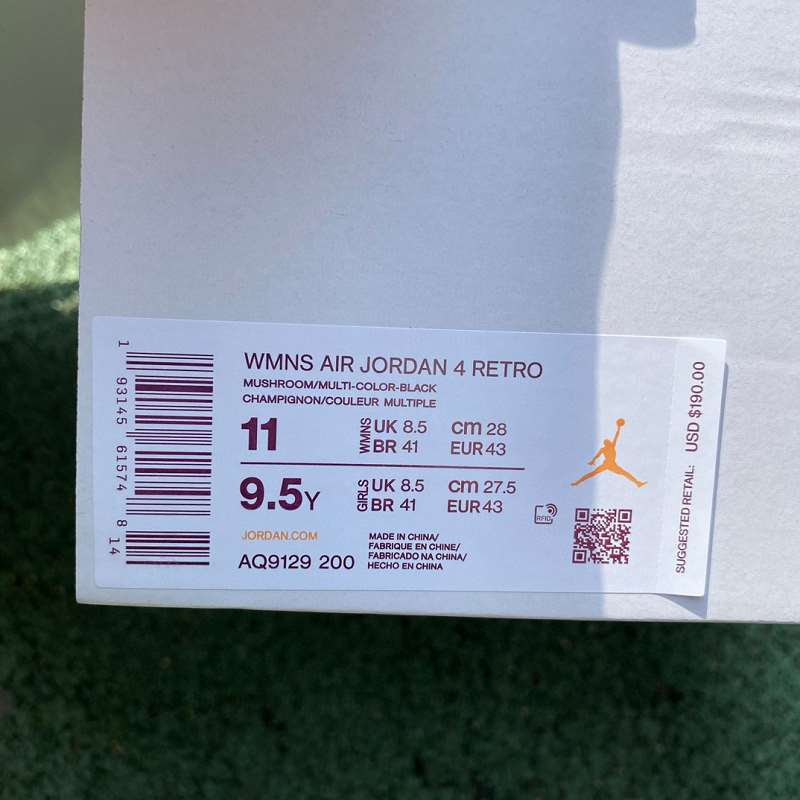 1 93145 61574 8 14
WMNS AIR JORDAN 4 RETRO
MUSHROOM/MULTI-COLOR-BLACK
CHAMPIGNON/COULEUR MULTIPLE
11 WMNS UK 8.5 cm 28
BR 41 EUR 43
9.5Y GIRLS UK 8.5 cm 27.5
BR 41 EUR 43
RFID
JORDAN.COM
AQ9129 200
MADE IN CHINA/
FABRIQUE EN CHINE/
FABRICADO NA CHINA/
HECHO EN CHINA
SUGGESTED RETAIL: USD $190.00